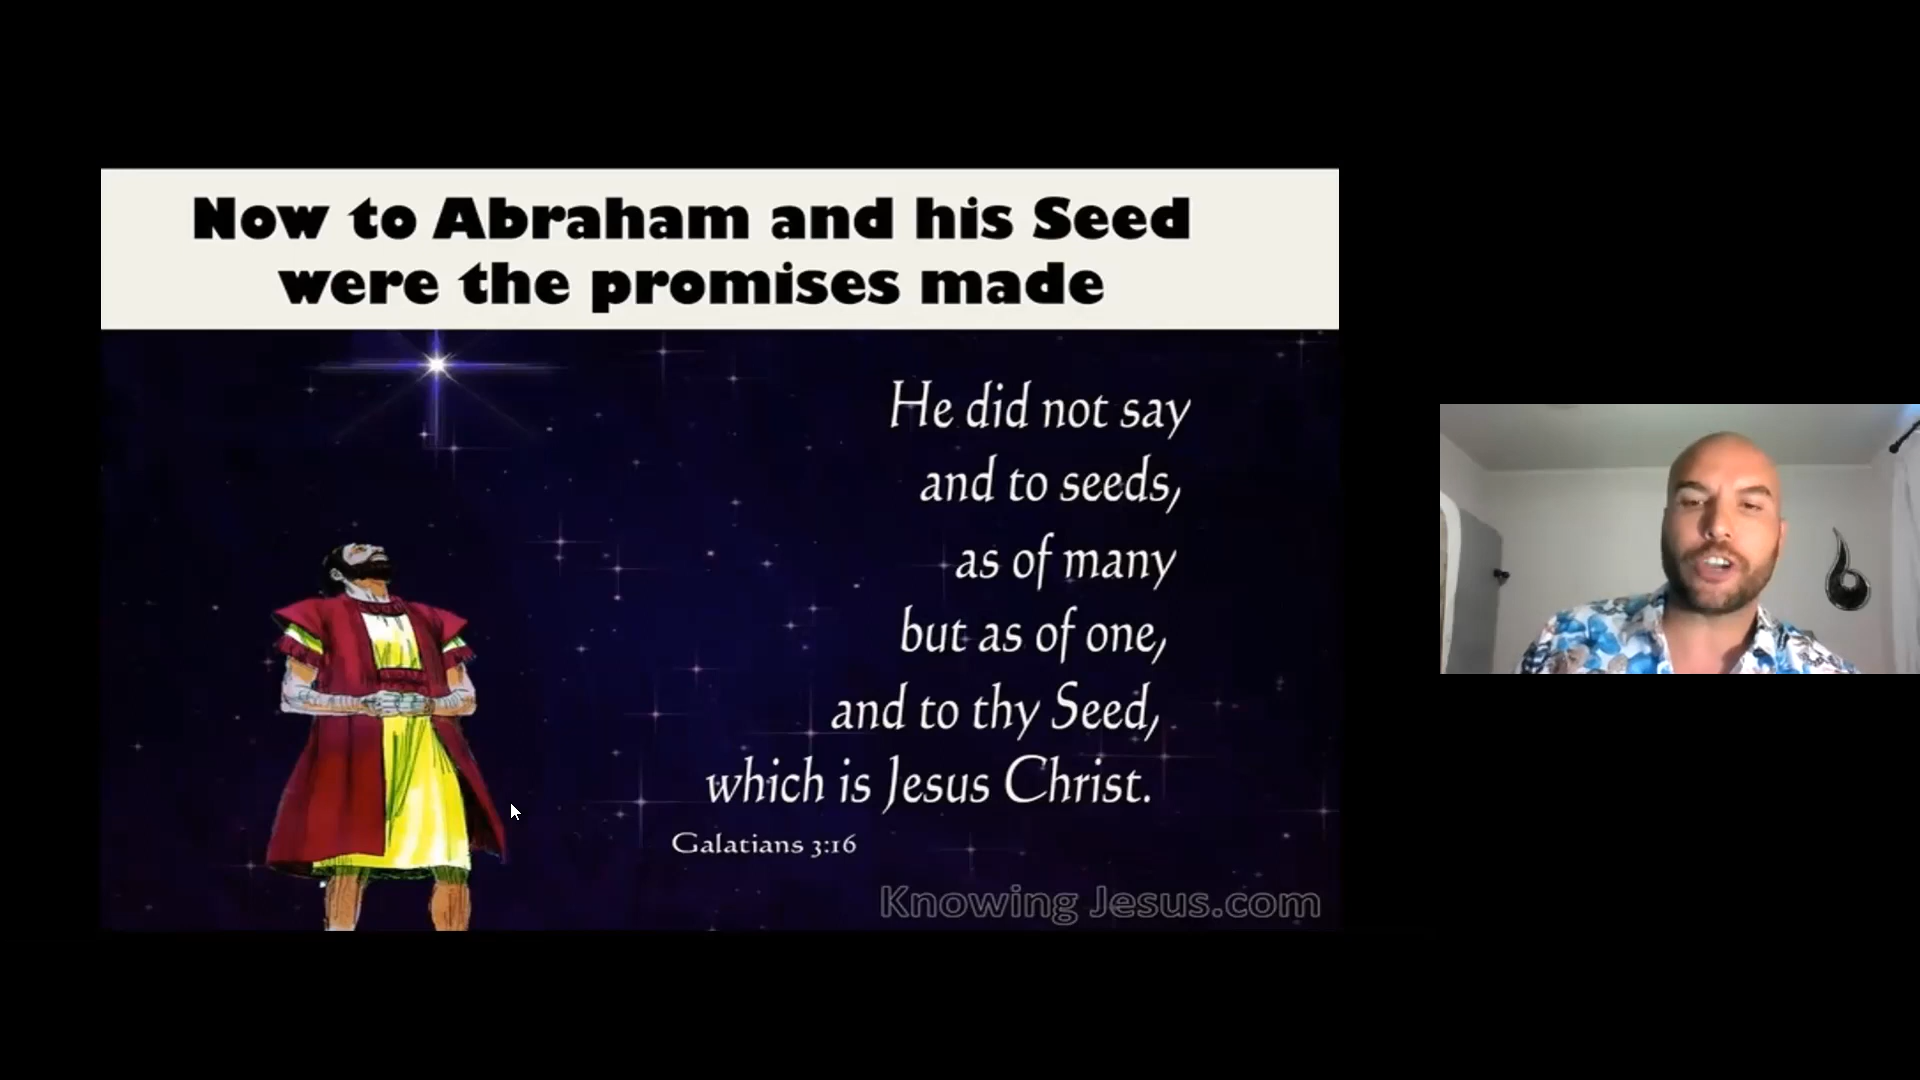 Now to Abraham and his Seed
were the promises made
He did not say
and to seeds,
as of many
but as of one,
and to thy Seed,
which is Jesus Christ.
Galatians 3:16
Knowing Jesus.com